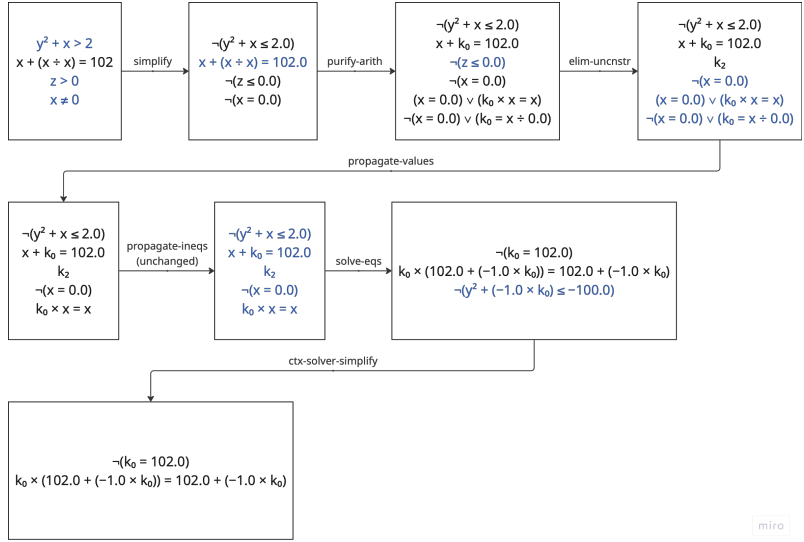 y² + x > 2
x + (x ÷ x) = 102
z > 0
x ≠ 0
simplify
¬(y² + x ≤ 2.0)
x + (x ÷ x) = 102.0
¬(z ≤ 0.0)
¬(x = 0.0)
purify-arith
¬(y² + x ≤ 2.0)
x + k₀ = 102.0
¬(z ≤ 0.0)
¬(x = 0.0)
(x = 0.0) ∨ (k₀ × x = x)
¬(x = 0.0) ∨ (k₀ = x ÷ 0.0)
elim-uncnstr
¬(y² + x ≤ 2.0)
x + k₀ = 102.0
k₂
¬(x = 0.0)
(x = 0.0) ∨ (k₀ × x = x)
¬(x = 0.0) ∨ (k₀ = x ÷ 0.0)
propagate-values
¬(y² + x ≤ 2.0)
x + k₀ = 102.0
k₂
¬(x = 0.0)
k₀ × x = x
propagate-ineqs
(unchanged)
¬(y² + x ≤ 2.0)
x + k₀ = 102.0
k₂
¬(x = 0.0)
k₀ × x = x
solve-eqs
¬(k₀ = 102.0)
k₀ × (102.0 + (−1.0 × k₀)) = 102.0 + (−1.0 × k₀)
¬(y² + (−1.0 × k₀) ≤ −100.0)
ctx-solver-simplify
¬(k₀ = 102.0)
k₀ × (102.0 + (−1.0 × k₀)) = 102.0 + (−1.0 × k₀)
miro